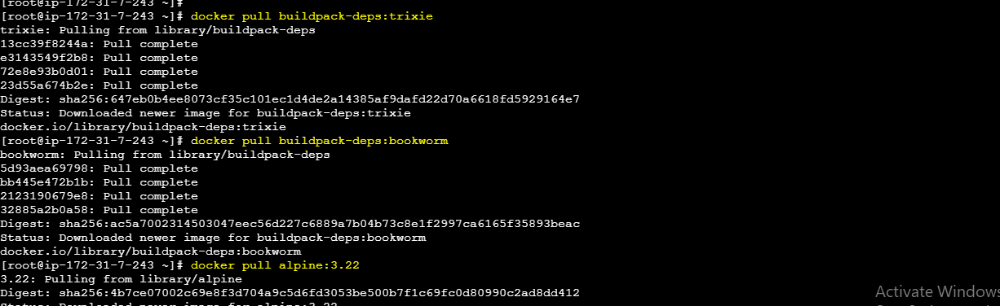 [root@ip-172-31-7-243 ~]#
[root@ip-172-31-7-243 ~]# docker pull buildpack-deps:trixie
trixie: Pulling from library/buildpack-deps
13cc39f8244a: Pull complete
e3143549f2b8: Pull complete
72e8e93b0d01: Pull complete
23d55a674b2e: Pull complete
Digest: sha256:647eb0b4ee8073cf35c101ec1d4de2a14385af9dafd22d70a6618fd5929164e7
Status: Downloaded newer image for buildpack-deps:trixie
docker.io/library/buildpack-deps:trixie
[root@ip-172-31-7-243 ~]# docker pull buildpack-deps:bookworm
bookworm: Pulling from library/buildpack-deps
5d93aea69798: Pull complete
bb445e472b1b: Pull complete
2123190679e8: Pull complete
32885a2b0a58: Pull complete
Digest: sha256:ac5a7002314503047eec56d227c6889a7b04b73c8e1f2997ca6165f35893beac
Status: Downloaded newer image for buildpack-deps:bookworm
docker.io/library/buildpack-deps:bookworm
[root@ip-172-31-7-243 ~]# docker pull alpine:3.22
3.22: Pulling from library/alpine
Digest: sha256:4b7ce07002c69e8f3d704a9c5d6fd3053be500b7f1c69fc0d80990c2ad8dd412
Status: Downloaded newer image for alpine:3.22
Activate Windows